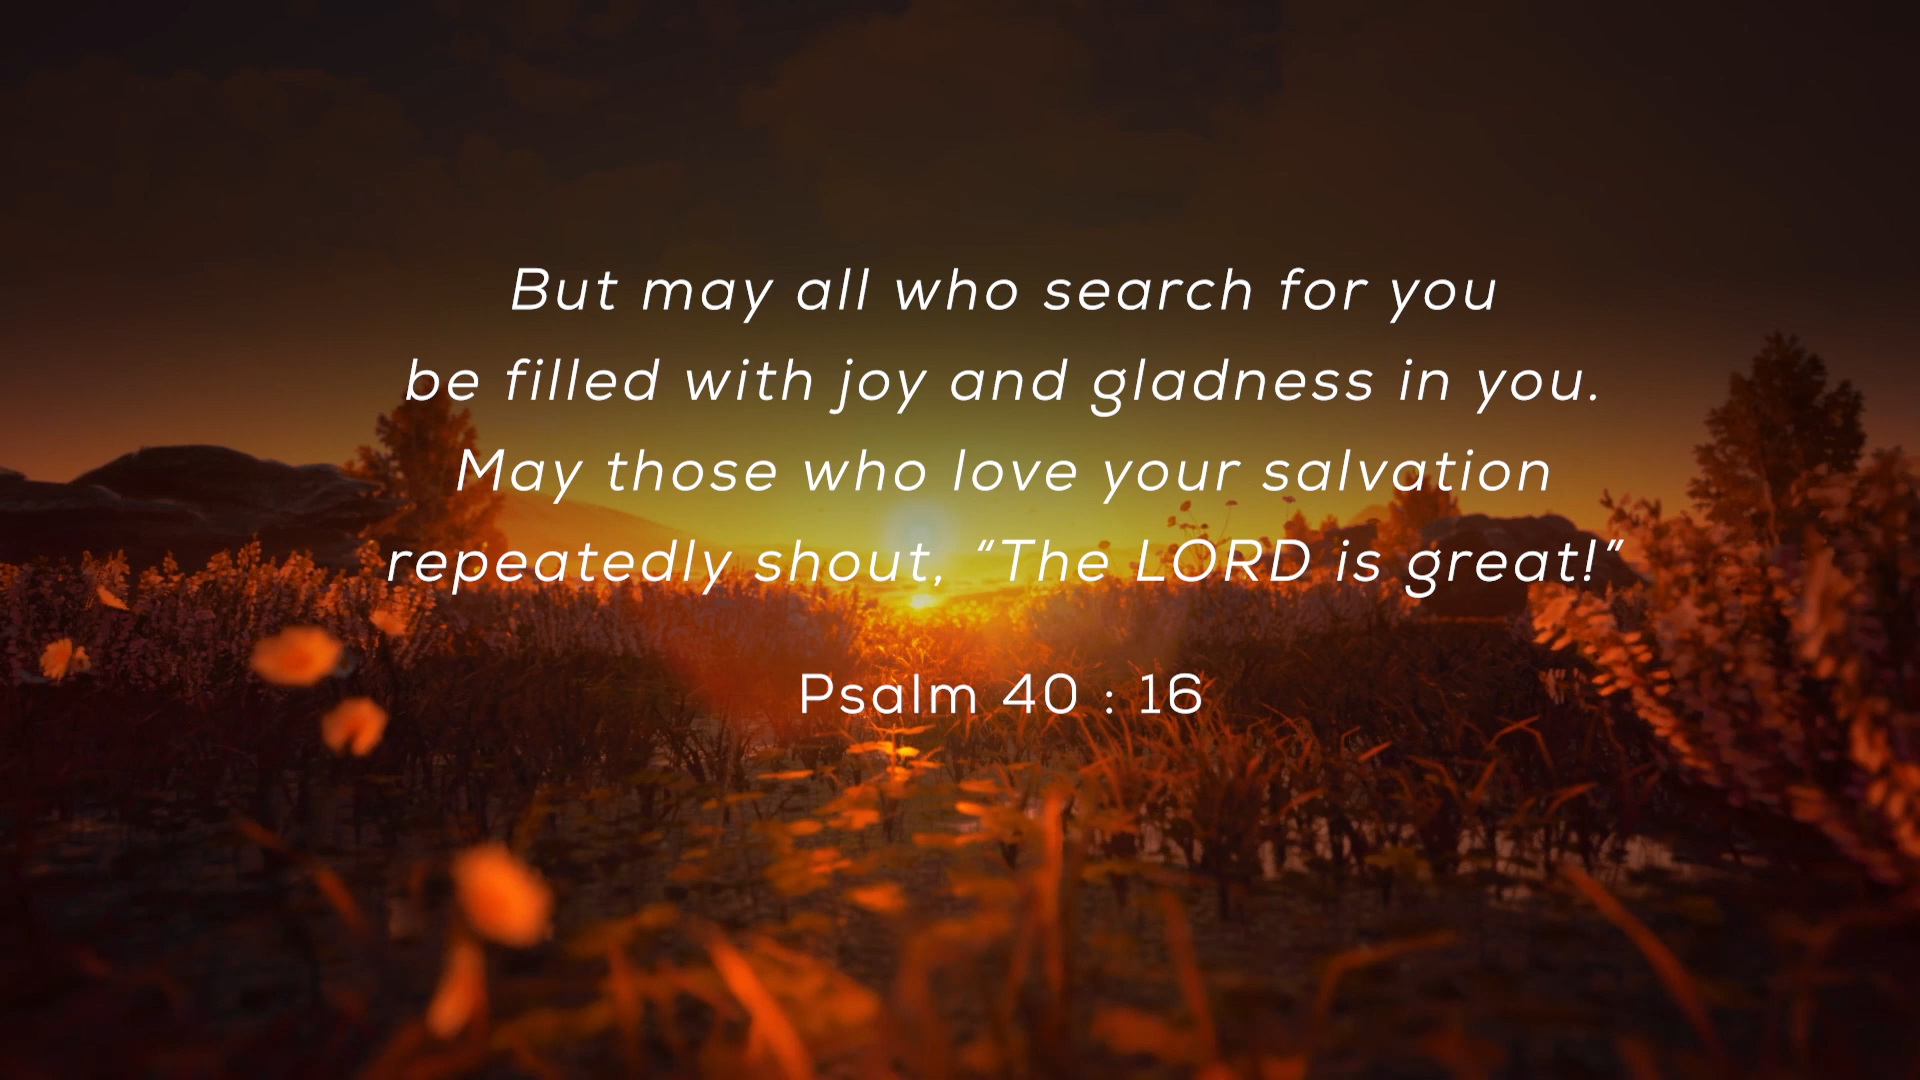 But may all who search for you
be filled with joy and gladness in you.
May those who love your salvation
repeatedly shout, “The LORD is great!”
Psalm 40 : 16